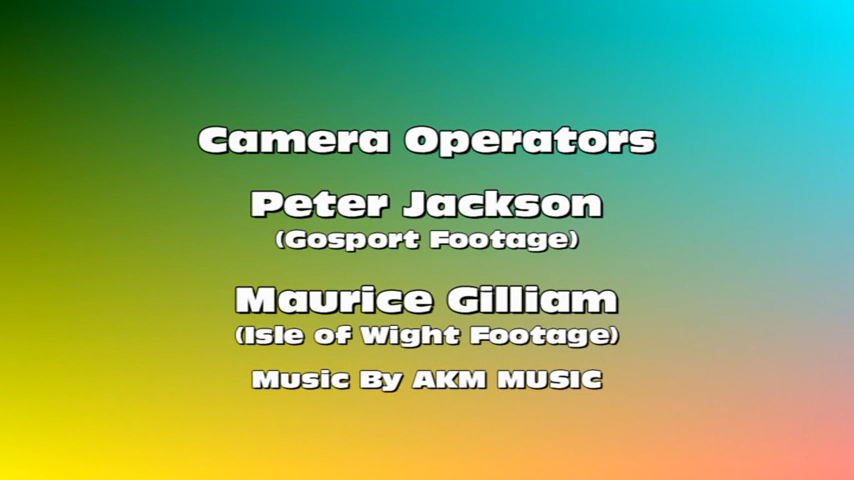 Camera Operators
Peter Jackson
(Gosport Footage)
Maurice Gilliam
(Isle of Wight Footage)
Music By AKM MUSIC